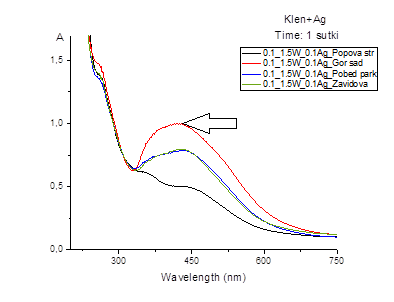 Klen+Ag
Time: 1 sutki
A
0.1_1.5W_0.1Ag_Popova str
0.1_1.5W_0.1Ag_Gor sad
0.1_1.5W_0.1Ag_Pobed park
0.1_1.5W_0.1Ag_Zavidova
1,5
1,0
0,5
0,0
300 450 600 750
Wavelength (nm)